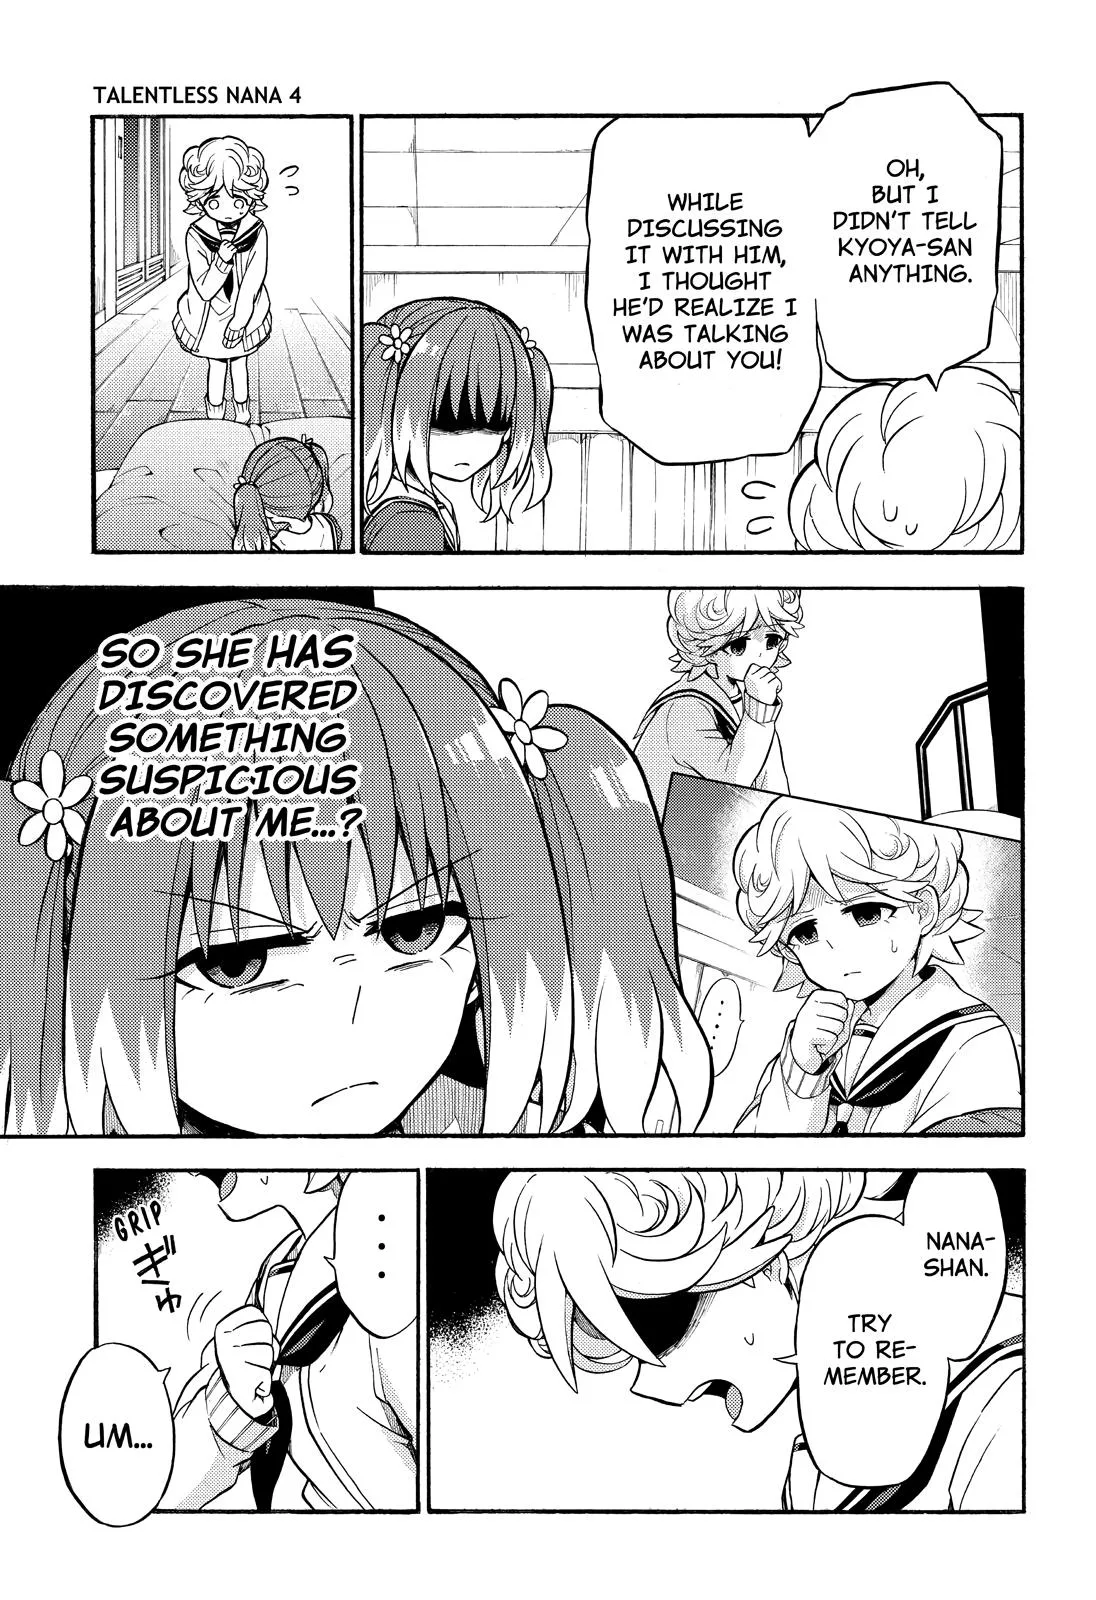 TALENTLESS NANA 4
OH,
BUT I
DIDN'T TELL
KYOYA-SAN
ANYTHING.
WHILE
DISCUSSING
IT WITH HIM,
I THOUGHT
HE'D REALIZE I
WAS TALKING
ABOUT YOU!
SO SHE HAS
DISCOVERED
SOMETHING
SUSPICIOUS
ABOUT ME...?
.....
NANA-
SHAN.
TRY
TO RE-
MEMBER.
...
GRIP
ギュ
UM...